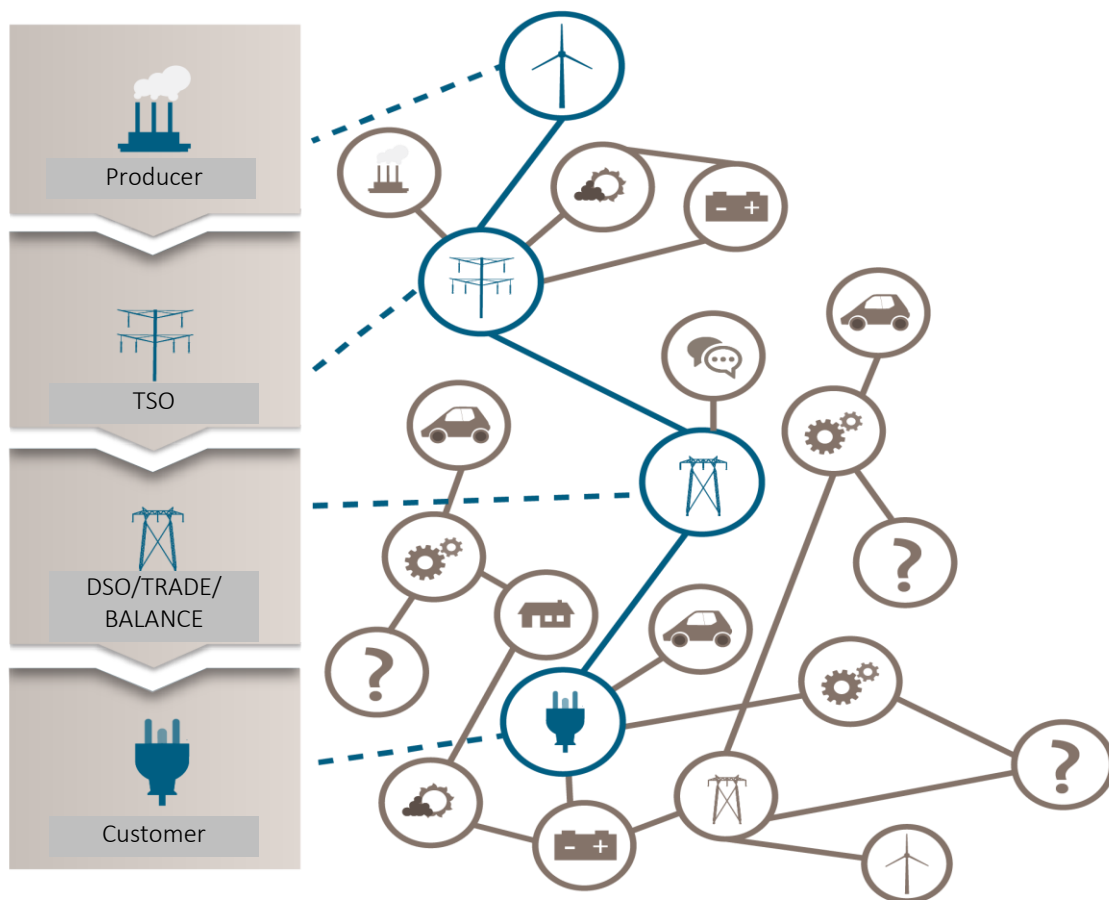 Producer
TSO
DSO/TRADE/
BALANCE
Customer
?
?
?